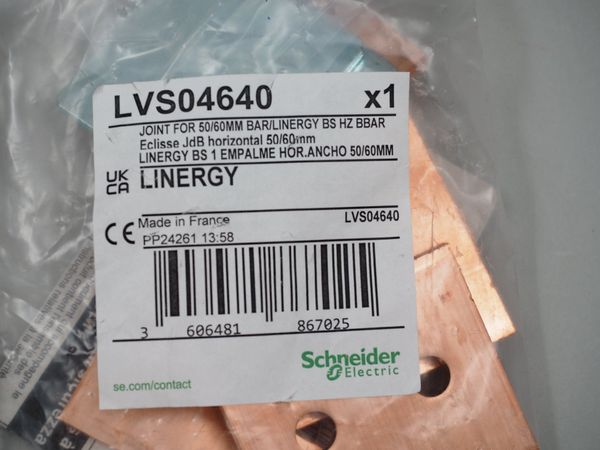 LVS04640 x1
JOINT FOR 50/60MM BAR/LINERGY BS HZ BBAR
Eclisse JdB horizontal 50/60mm
LINERGY BS 1 EMPALME HOR.ANCHO 50/60MM
UK
CA LINERGY
CE Made in France LVS04640
PP24261 13:58
3 606481 867025
Schneider
Electric
se.com/contact